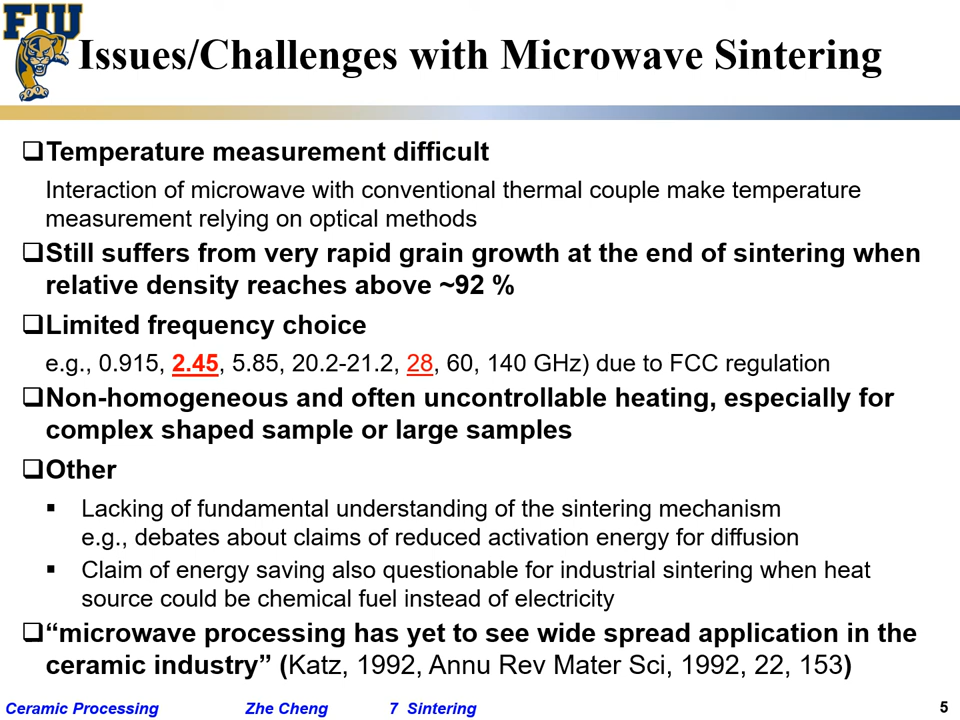 FIU
Issues/Challenges with Microwave Sintering
❑Temperature measurement difficult
Interaction of microwave with conventional thermal couple make temperature
measurement relying on optical methods
❑Still suffers from very rapid grain growth at the end of sintering when
relative density reaches above ~92 %
❑Limited frequency choice
e.g., 0.915, 2.45, 5.85, 20.2-21.2, 28, 60, 140 GHz) due to FCC regulation
❑Non-homogeneous and often uncontrollable heating, especially for
complex shaped sample or large samples
❑Other
▪ Lacking of fundamental understanding of the sintering mechanism
e.g., debates about claims of reduced activation energy for diffusion
▪ Claim of energy saving also questionable for industrial sintering when heat
source could be chemical fuel instead of electricity
❑“microwave processing has yet to see wide spread application in the
ceramic industry” (Katz, 1992, Annu Rev Mater Sci, 1992, 22, 153)
Ceramic Processing Zhe Cheng 7 Sintering 5